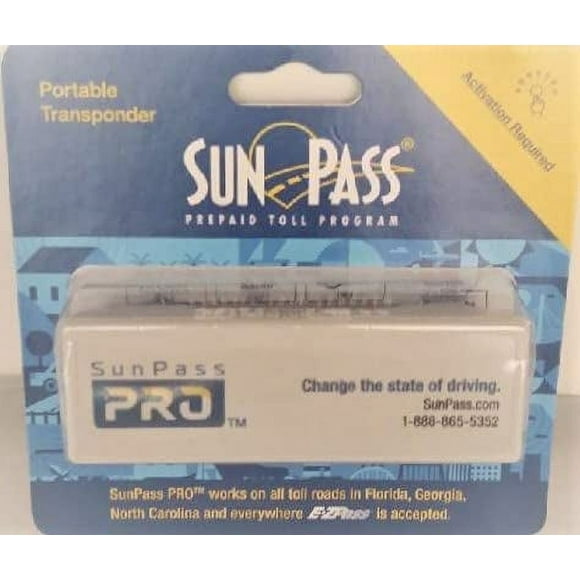 Portable
Transponder
Activation Required
SUN PASS®
PREPAID TOLL PROGRAM
SunPass
PRO™
Change the state of driving.
SunPass.com
1-888-865-5352
SunPass PRO™ works on all toll roads in Florida, Georgia,
North Carolina and everywhere E-ZPass is accepted.